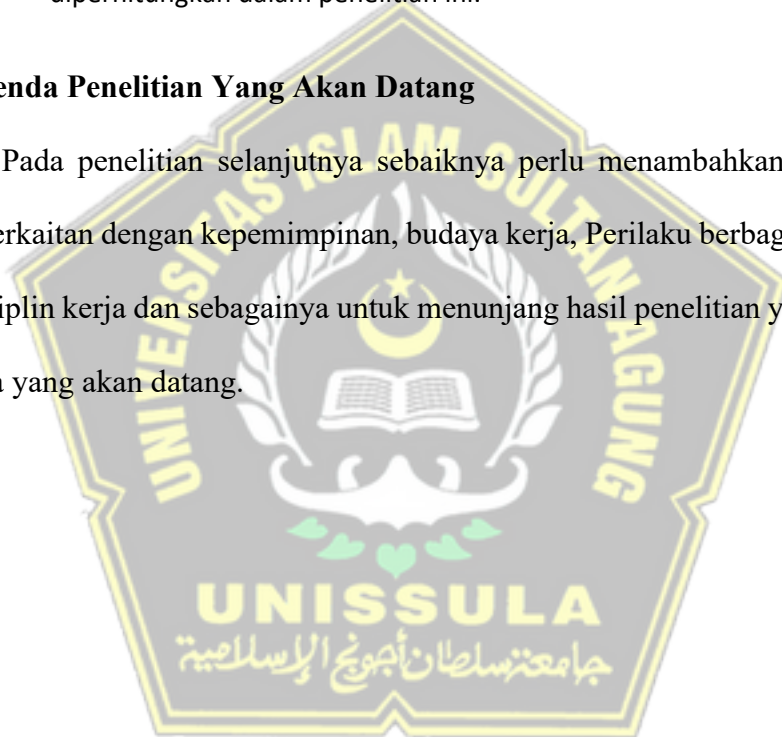 diperhitungkan dalam penelitian ini.
enda Penelitian Yang Akan Datang
Pada penelitian selanjutnya sebaiknya perlu menambahkan
erkaitan dengan kepemimpinan, budaya kerja, Perilaku berbag
iplin kerja dan sebagainya untuk menunjang hasil penelitian y
a yang akan datang.
UNIVERSITAS ISLAM SULTAN AGUNG
UNISSULA
جامعة سلطان أجونج الإسلامية